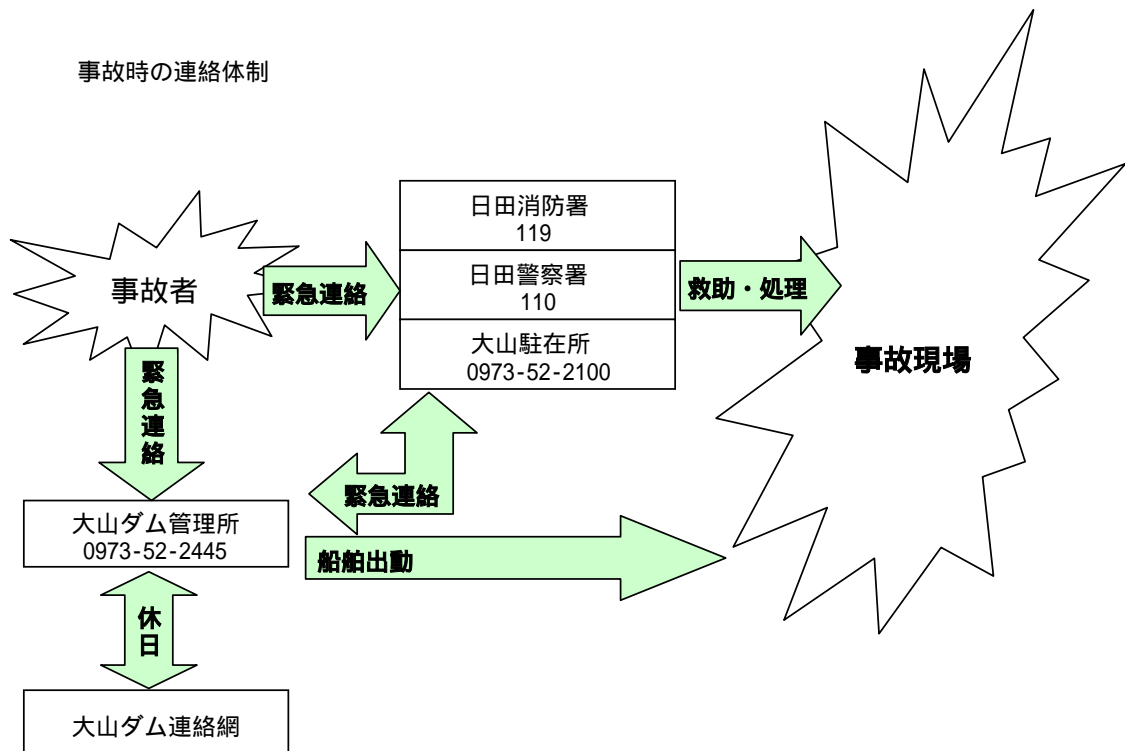 事故時の連絡体制
日田消防署
119
事故者
緊急連絡
日田警察署
110
救助・処理
大山駐在所
0973-52-2100
事故現場
緊急連絡
緊急連絡
大山ダム管理所
0973-52-2445
船舶出動
休日
大山ダム連絡網